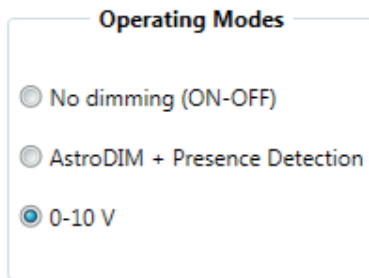 Operating Modes
No dimming (ON-OFF)
AstroDIM + Presence Detection
0-10 V